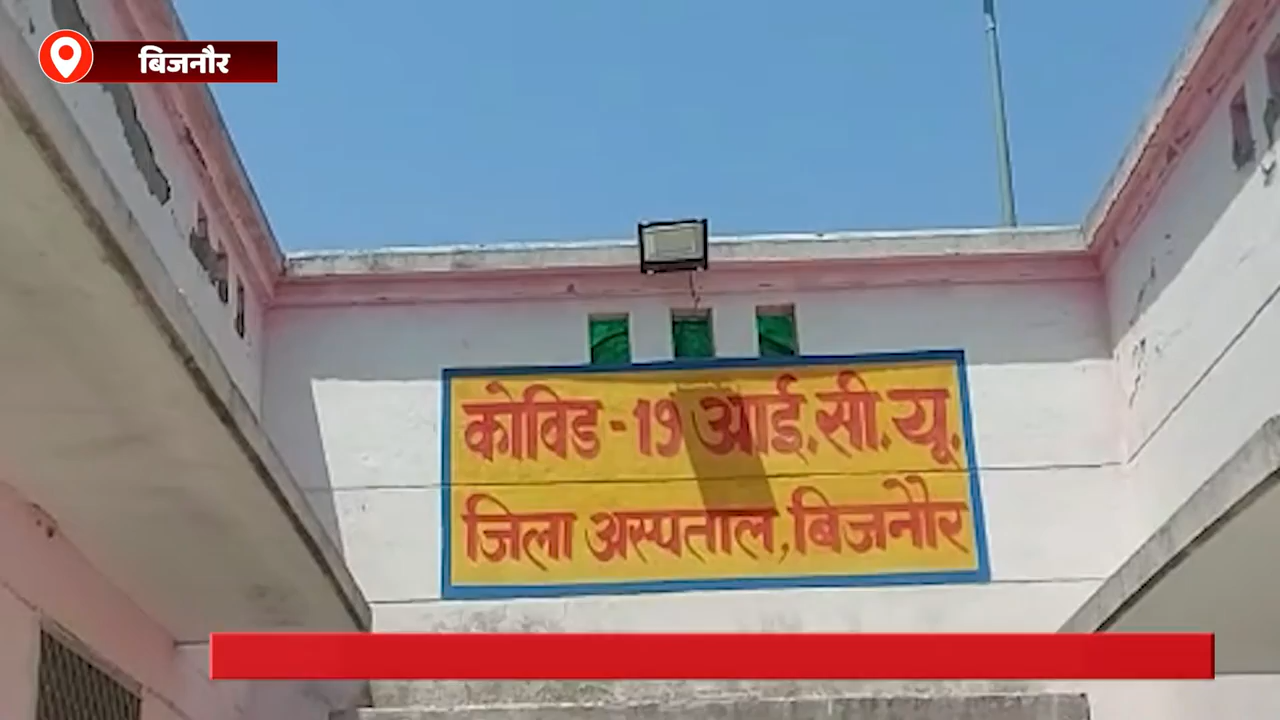 बिजनौर
कोविड - 19 आई.सी.यू.
जिला अस्पताल, बिजनौर